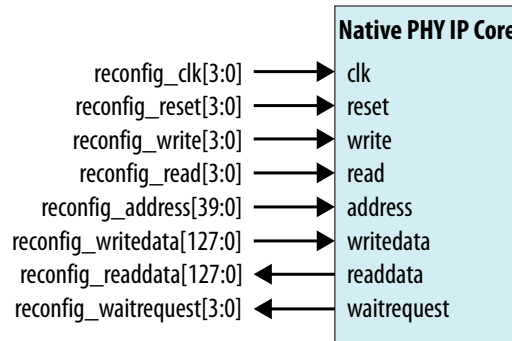 Native PHY IP Core
reconfig_clk[3:0] clk
reconfig_reset[3:0] reset
reconfig_write[3:0] write
reconfig_read[3:0] read
reconfig_address[39:0] address
reconfig_writedata[127:0] writedata
reconfig_readdata[127:0] readdata
reconfig_waitrequest[3:0] waitrequest